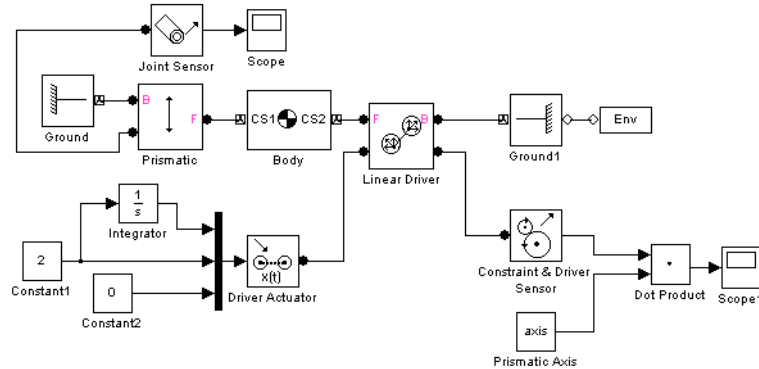 Joint Sensor
Scope
B
F
Ground
Prismatic
CS1
CS2
Body
F
B
Linear Driver
Ground1
Env
1
s
Integrator
2
Constant1
0
Constant2
x(t)
Driver Actuator
Constraint & Driver
Sensor
Dot Product
Scope1
axis
Prismatic Axis